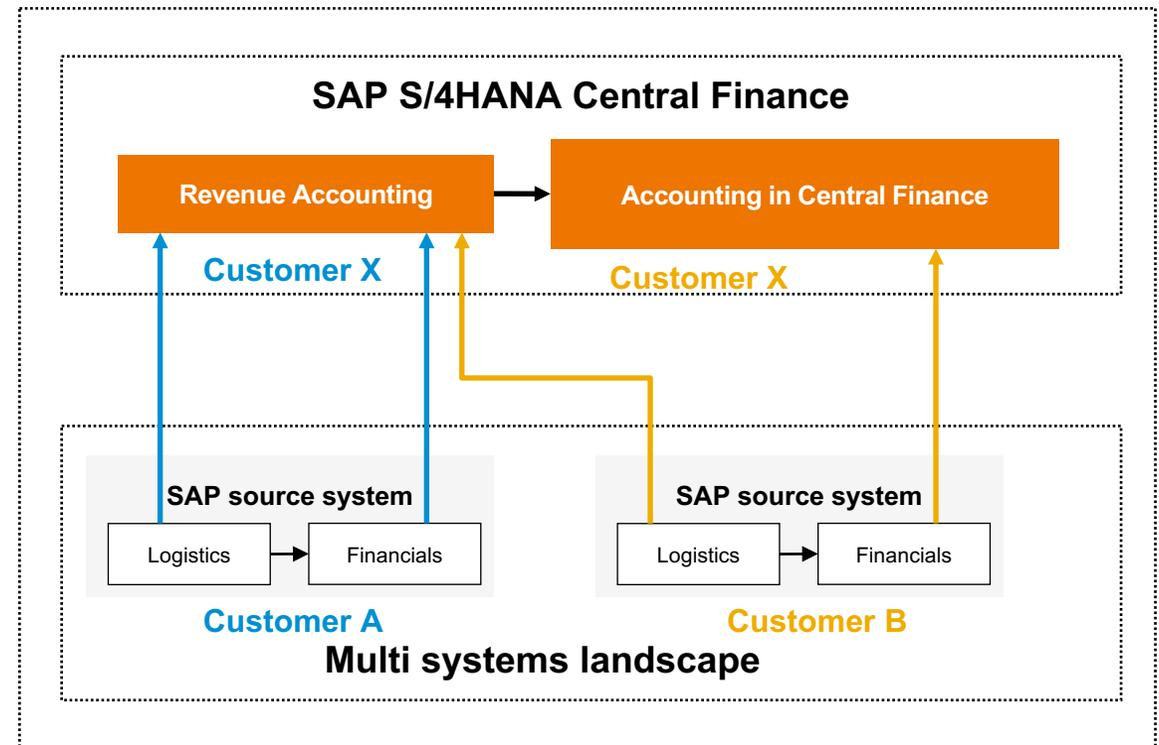 SAP S/4HANA Central Finance
Revenue Accounting
Accounting in Central Finance
Customer X
Customer X
SAP source system
SAP source system
Logistics
Financials
Logistics
Financials
Customer A
Customer B
Multi systems landscape